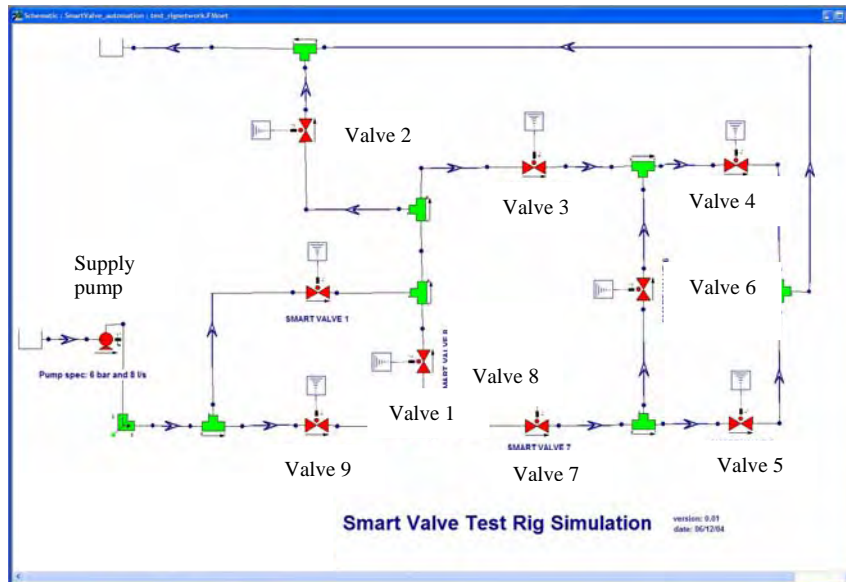 Schematic : SmartValve_automation : test_rignetwork.FMnet
Valve 2
Valve 3
Valve 4
Supply
pump
Valve 6
SMART VALVE 1
Pump spec: 6 bar and 8 l/s
MART VALVE 8
Valve 8
Valve 1
SMART VALVE 7
Valve 9
Valve 7
Valve 5
Smart Valve Test Rig Simulation
version: 0.01
date: 06/12/04